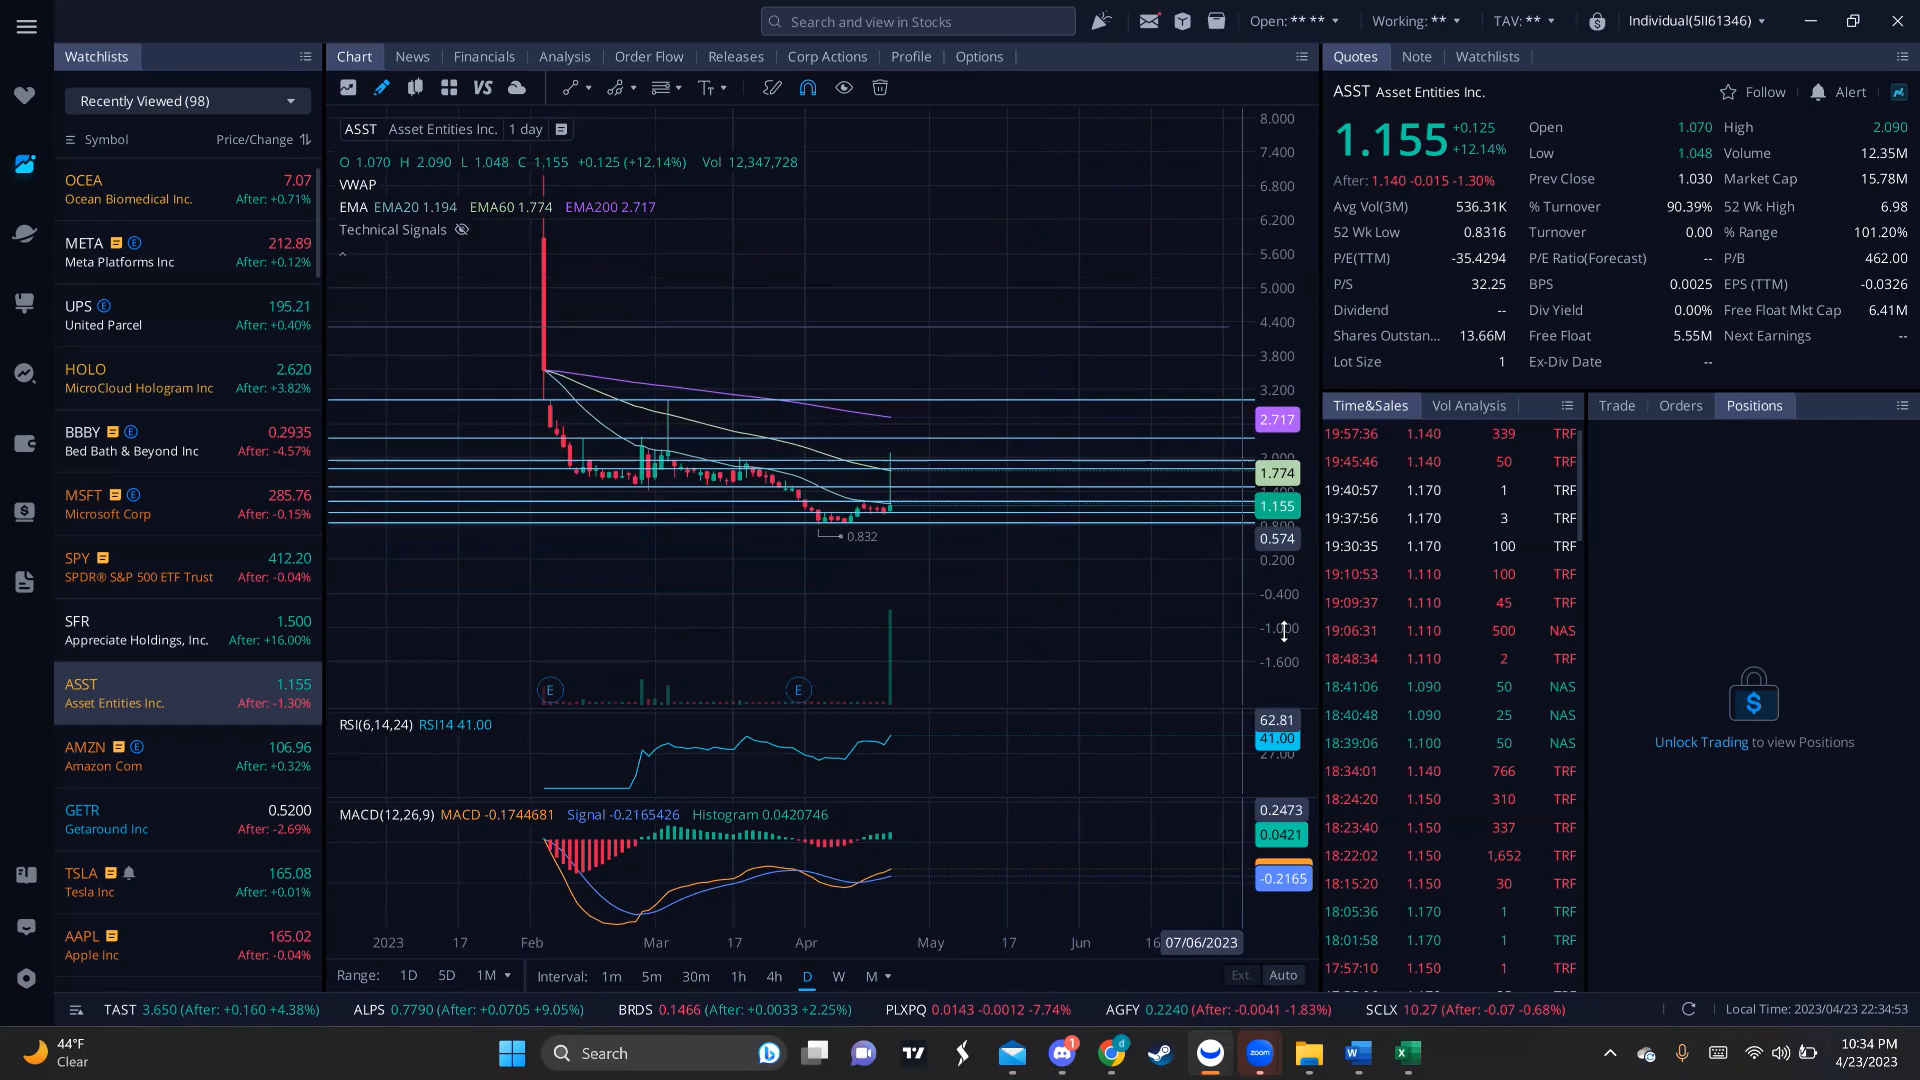 Search and view in Stocks
Open: ** **
Working: **
TAV: **
Individual(5II61346)
Watchlists
Recently Viewed (98)
Symbol Price/Change
OCEA 7.07
Ocean Biomedical Inc. After: +0.71%
META 212.89
Meta Platforms Inc After: +0.12%
UPS 195.21
United Parcel After: +0.40%
HOLO 2.620
MicroCloud Hologram Inc After: +3.82%
BBBY 0.2935
Bed Bath & Beyond Inc After: -4.57%
MSFT 285.76
Microsoft Corp After: -0.15%
SPY 412.20
SPDR® S&P 500 ETF Trust After: -0.04%
SFR 1.500
Appreciate Holdings, Inc. After: +16.00%
ASST 1.155
Asset Entities Inc. After: -1.30%
AMZN 106.96
Amazon Com After: +0.32%
GETR 0.5200
Getaround Inc After: -2.69%
TSLA 165.08
Tesla Inc After: +0.01%
AAPL 165.02
Apple Inc After: -0.04%
Chart News Financials Analysis Order Flow Releases Corp Actions Profile Options
VS
ASST Asset Entities Inc. 1 day
O 1.070 H 2.090 L 1.048 C 1.155 +0.125 (+12.14%) Vol 12,347,728
VWAP
EMA EMA20 1.194 EMA60 1.774 EMA200 2.717
Technical Signals
8.000
7.400
6.800
6.200
5.600
5.000
4.400
3.800
3.200
2.717
2.000
1.774
1.400
1.155
0.800
0.574
0.200
-0.400
-1.000
-1.600
0.832
E E
RSI(6,14,24) RSI14 41.00
62.81
41.00
27.00
MACD(12,26,9) MACD -0.1744681 Signal -0.2165426 Histogram 0.0420746
0.2473
0.0421
-0.2165
2023 17 Feb Mar 17 Apr May 17 Jun 16 07/06/2023
Range: 1D 5D 1M Interval: 1m 5m 30m 1h 4h D W M Ext. Auto
Quotes Note Watchlists
ASST Asset Entities Inc. Follow Alert
1.155 +0.125
+12.14%
After: 1.140 -0.015 -1.30%
Open 1.070 High 2.090
Low 1.048 Volume 12.35M
Prev Close 1.030 Market Cap 15.78M
Avg Vol(3M) 536.31K % Turnover 90.39% 52 Wk High 6.98
52 Wk Low 0.8316 Turnover 0.00 % Range 101.20%
P/E(TTM) -35.4294 P/E Ratio(Forecast) -- P/B 462.00
P/S 32.25 BPS 0.0025 EPS (TTM) -0.0326
Dividend -- Div Yield 0.00% Free Float Mkt Cap 6.41M
Shares Outstan... 13.66M Free Float 5.55M Next Earnings --
Lot Size 1 Ex-Div Date --
Time&Sales Vol Analysis
19:57:36 1.140 339 TRF
19:45:46 1.140 50 TRF
19:40:57 1.170 1 TRF
19:37:56 1.170 3 TRF
19:30:35 1.170 100 TRF
19:10:53 1.110 100 TRF
19:09:37 1.110 45 TRF
19:06:31 1.110 500 NAS
18:48:34 1.110 2 TRF
18:41:06 1.090 50 NAS
18:40:48 1.090 25 NAS
18:39:06 1.100 50 NAS
18:34:01 1.140 766 TRF
18:24:20 1.150 310 TRF
18:23:40 1.150 337 TRF
18:22:02 1.150 1,652 TRF
18:15:20 1.150 30 TRF
18:05:36 1.170 1 TRF
18:01:58 1.170 1 TRF
17:57:10 1.150 1 TRF
Trade Orders Positions
$
Unlock Trading to view Positions
TAST 3.650 (After: +0.160 +4.38%) ALPS 0.7790 (After: +0.0705 +9.05%) BRDS 0.1466 (After: +0.0033 +2.25%) PLXPQ 0.0143 -0.0012 -7.74% AGFY 0.2240 (After: -0.0041 -1.83%) SCLX 10.27 (After: -0.07 -0.68%)
Local Time: 2023/04/23 22:34:53
44°F
Clear
Search
1
d
zoom
10:34 PM
4/23/2023